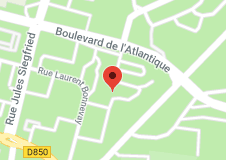 Boulevard de l'Atlantique
Rue Jules Siegfried
Rue Laurent Bonnevay
D850